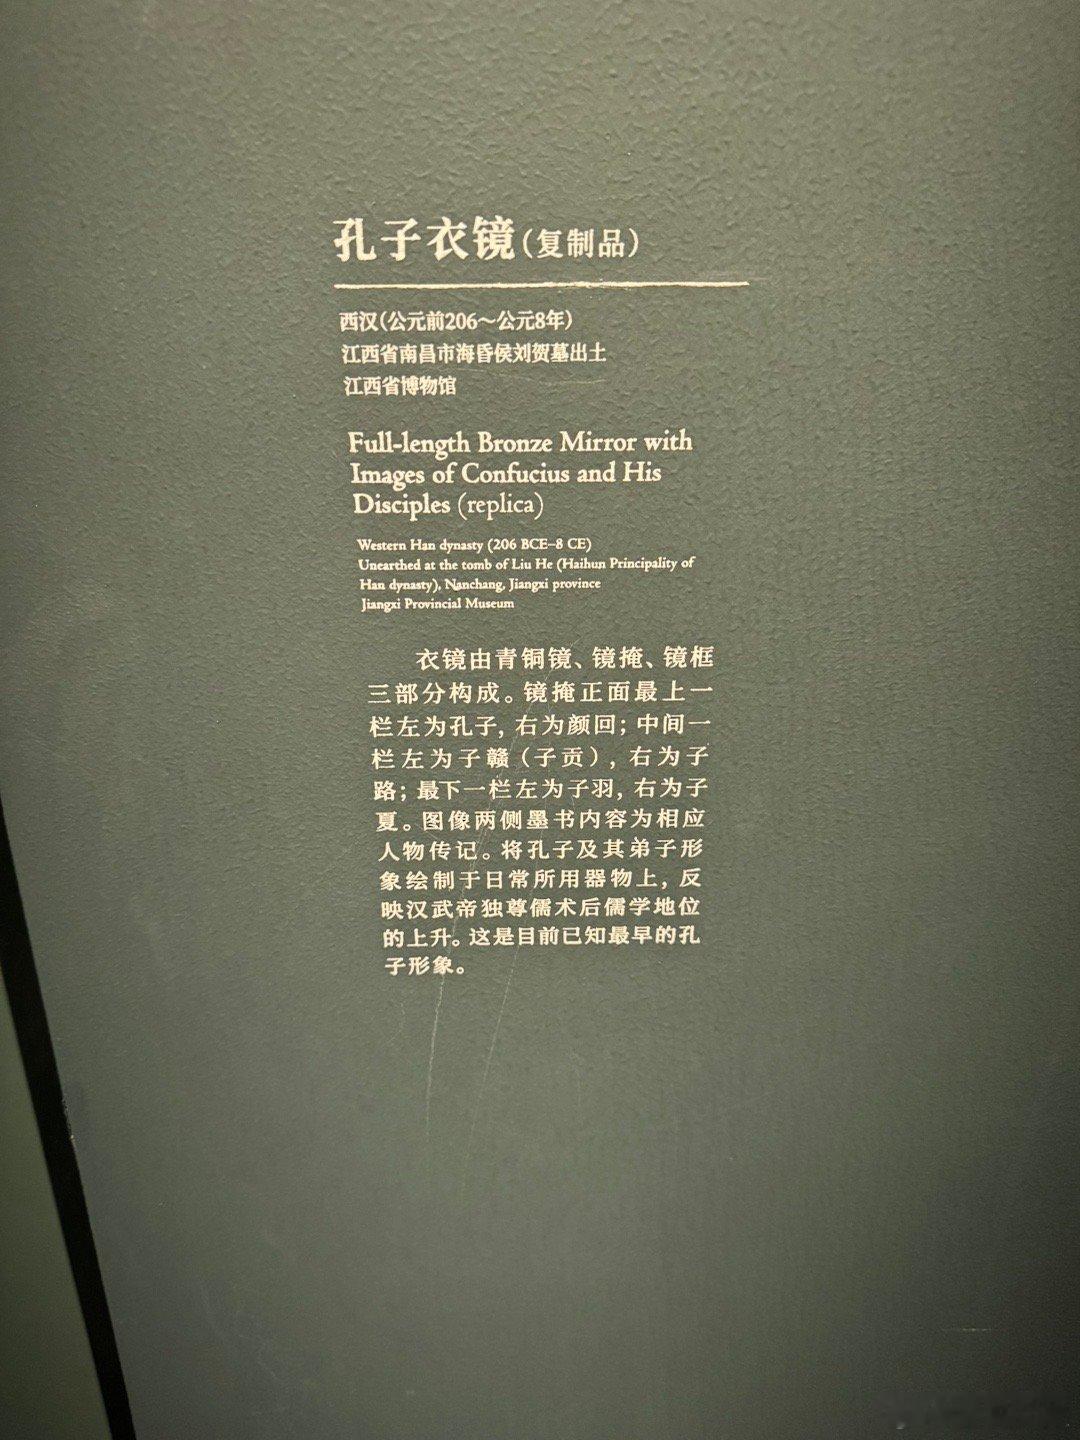 孔子衣镜(复制品)
西汉(公元前206～公元8年)
江西省南昌市海昏侯刘贺墓出土
江西省博物馆
Full-length Bronze Mirror with
Images of Confucius and His
Disciples (replica)
Western Han dynasty (206 BCE–8 CE)
Unearthed at the tomb of Liu He (Haihun Principality of
Han dynasty), Nanchang, Jiangxi province
Jiangxi Provincial Museum
衣镜由青铜镜、镜掩、镜框
三部分构成。镜掩正面最上一
栏左为孔子，右为颜回；中间一
栏左为子赣（子贡），右为子
路；最下一栏左为子羽，右为子
夏。图像两侧墨书内容为相应
人物传记。将孔子及其弟子形
象绘制于日常所用器物上，反
映汉武帝独尊儒术后儒学地位
的上升。这是目前已知最早的孔
子形象。